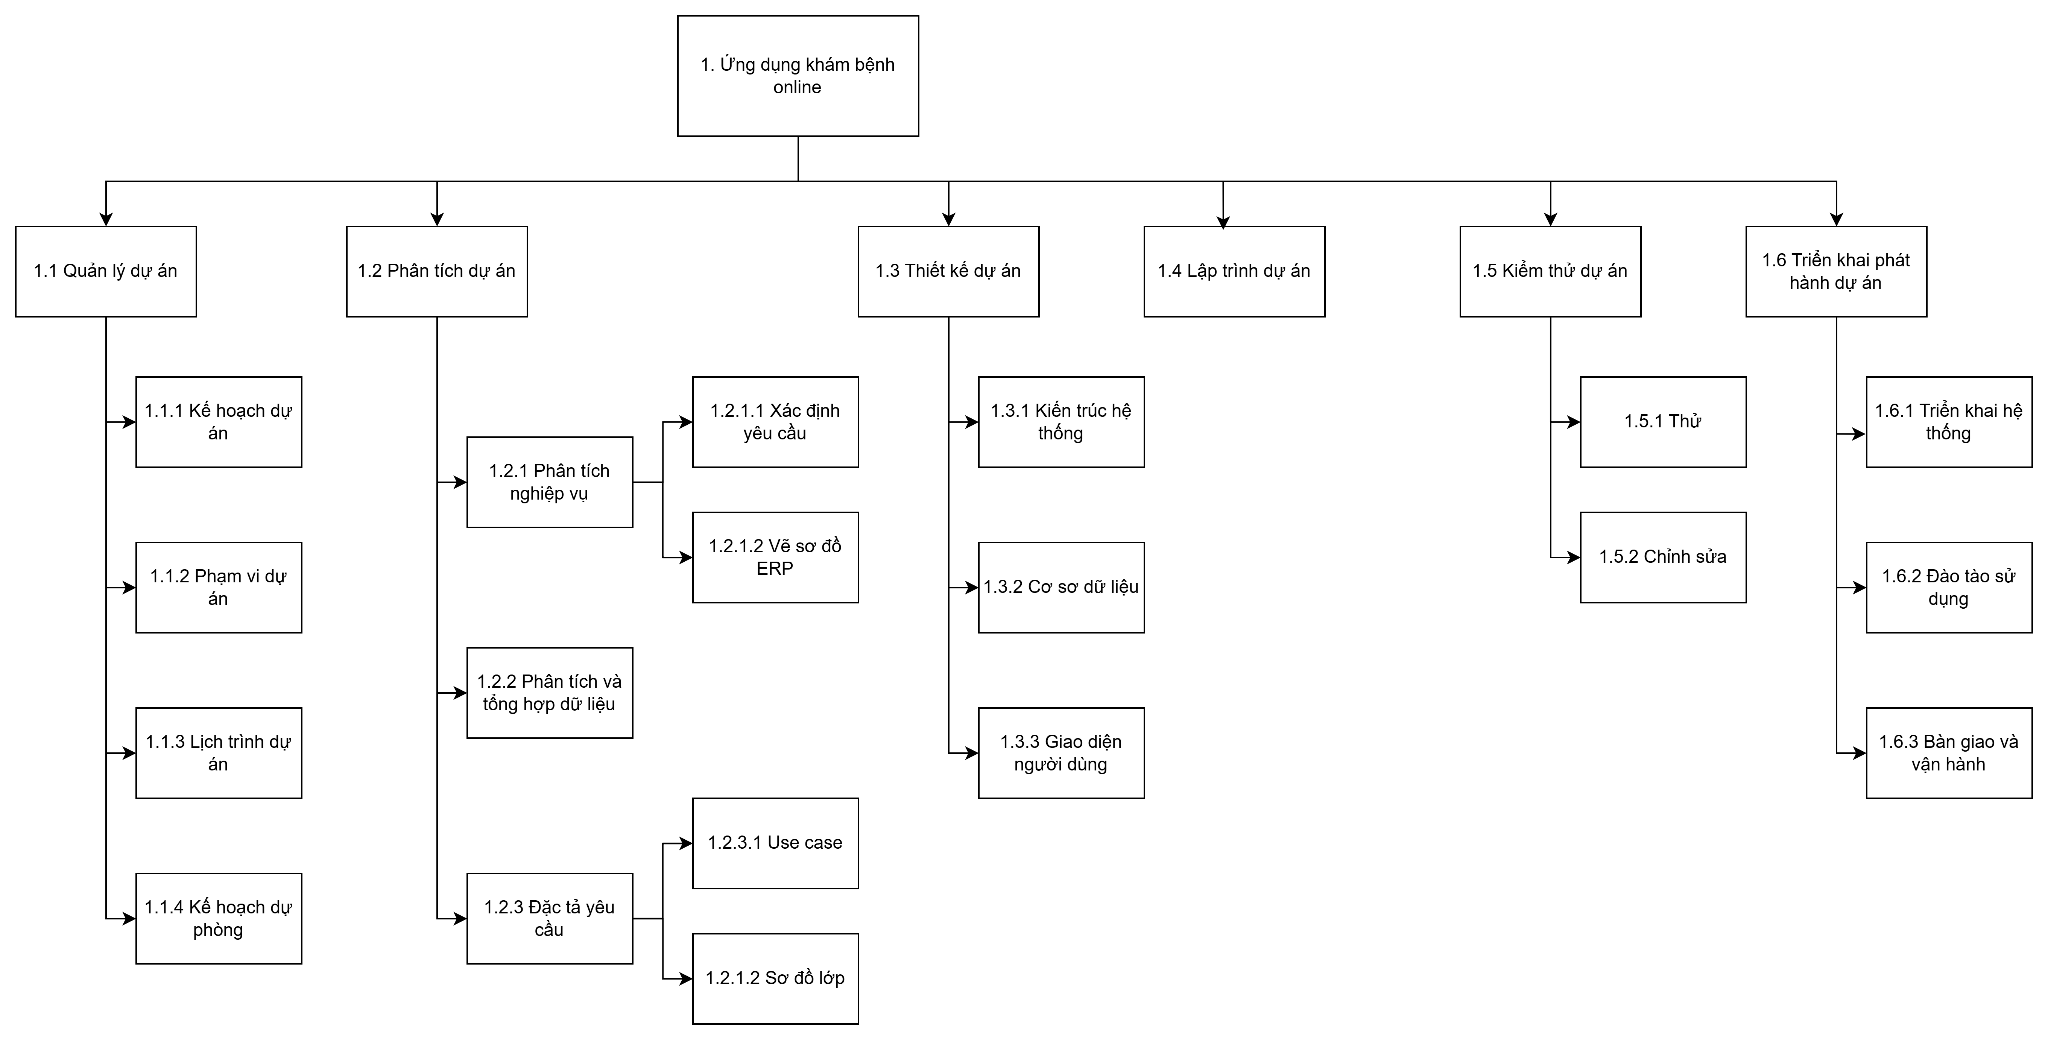 1. Ứng dụng khám bệnh
online
1.1 Quản lý dự án
1.2 Phân tích dự án
1.3 Thiết kế dự án
1.4 Lập trình dự án
1.5 Kiểm thử dự án
1.6 Triển khai phát
hành dự án
1.1.1 Kế hoạch dự
án
1.1.2 Phạm vi dự
án
1.1.3 Lịch trình dự
án
1.1.4 Kế hoạch dự
phòng
1.2.1 Phân tích
nghiệp vụ
1.2.1.1 Xác định
yêu cầu
1.2.1.2 Vẽ sơ đồ
ERP
1.2.2 Phân tích và
tổng hợp dữ liệu
1.2.3 Đặc tả yêu
cầu
1.2.3.1 Use case
1.2.1.2 Sơ đồ lớp
1.3.1 Kiến trúc hệ
thống
1.3.2 Cơ sơ dữ liệu
1.3.3 Giao diện
người dùng
1.5.1 Thử
1.5.2 Chỉnh sửa
1.6.1 Triển khai hệ
thống
1.6.2 Đào tào sử
dụng
1.6.3 Bàn giao và
vận hành